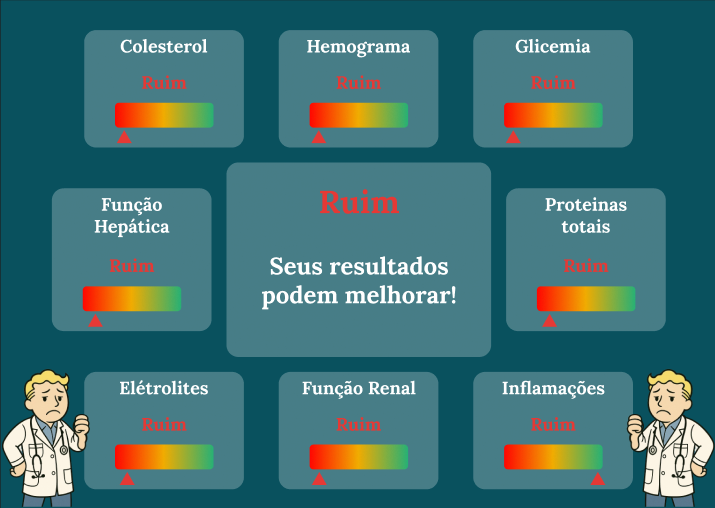 Colesterol
Ruim
Hemograma
Ruim
Glicemia
Ruim
Função
Hepática
Ruim
Ruim
Seus resultados
podem melhorar!
Proteinas
totais
Ruim
Elétrolites
Ruim
Função Renal
Ruim
Inflamações
Ruim